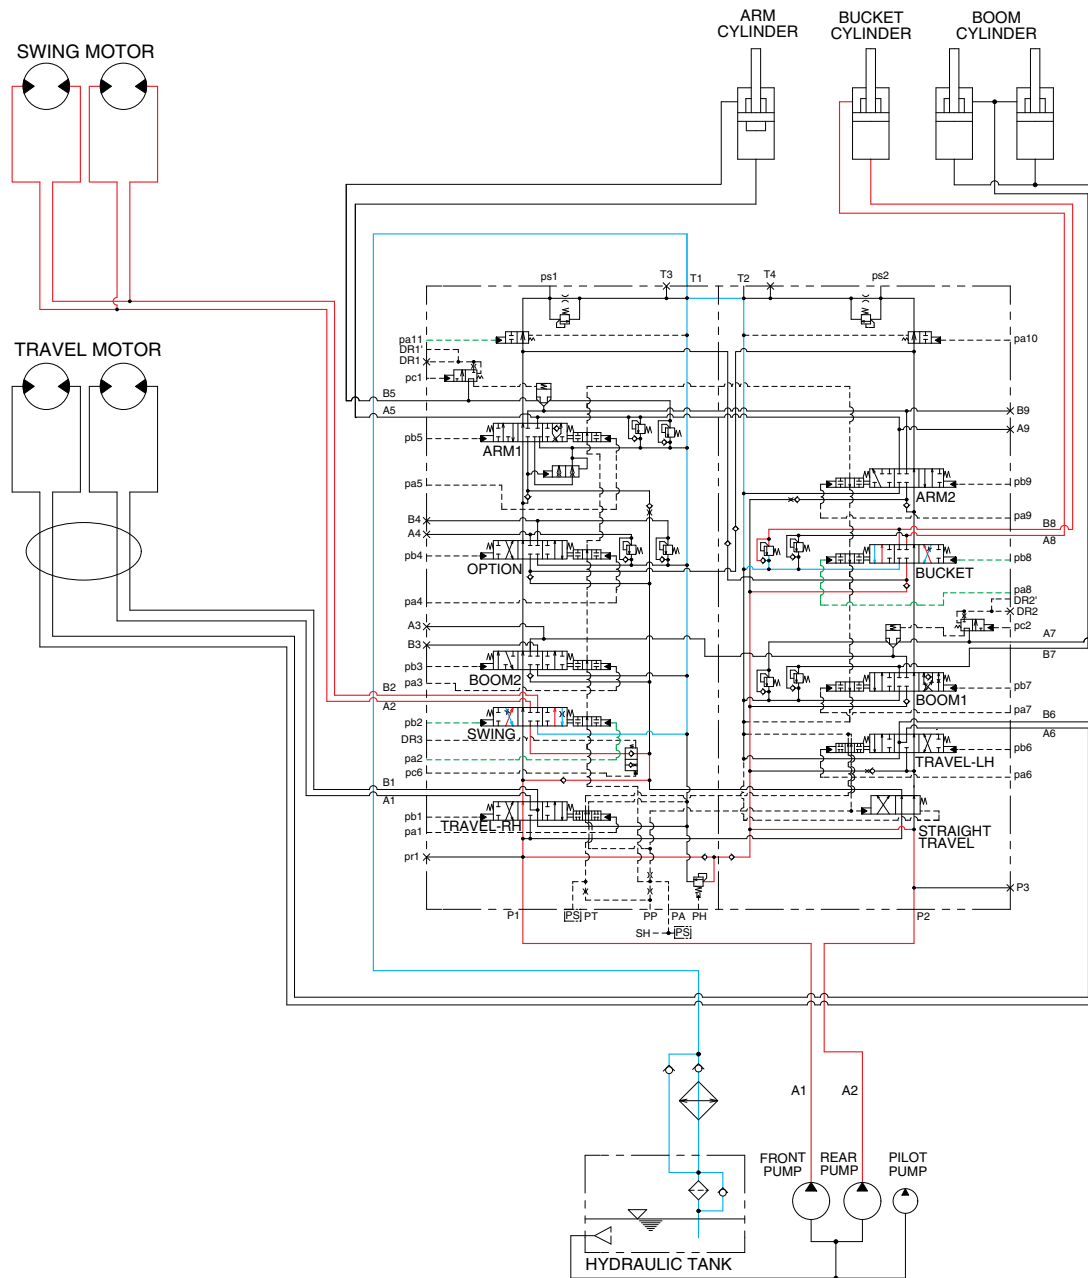 ARM
CYLINDER
BUCKET
CYLINDER
BOOM
CYLINDER
SWING MOTOR
TRAVEL MOTOR
ps1
T3
T1
T2
T4
ps2
pa11
DR1'
DR1
pc1
B5
A5
pb5
ARM1
pa5
B4
A4
pb4
OPTION
pa4
A3
B3
pb3
BOOM2
pa3
B2
A2
pb2
SWING
DR3
pa2
pc6
B1
A1
pb1
TRAVEL-RH
pa1
pr1
pa10
B9
A9
pb9
ARM2
pa9
B8
A8
pb8
BUCKET
pa8
DR2'
DR2
pc2
A7
B7
pb7
BOOM1
pa7
B6
A6
pb6
TRAVEL-LH
pa6
STRAIGHT
TRAVEL
P3
P1
PS
PT
PP
PA
PH
P2
SH
PS
A1
A2
FRONT
PUMP
REAR
PUMP
PILOT
PUMP
HYDRAULIC TANK